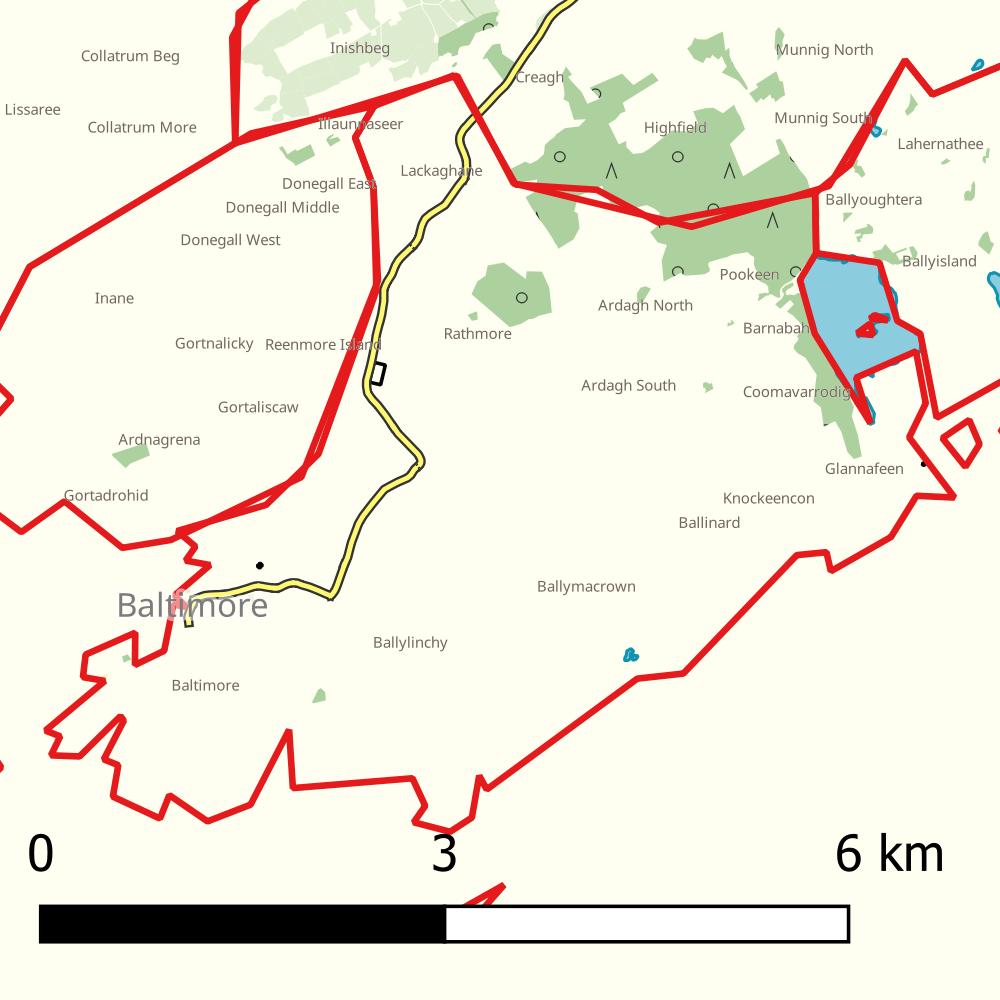 Inishbeg
Munnig North
Collatrum Beg
Creagh
Lissaree
Munnig South
Illaunnaseer
Collatrum More
Highfield
Lahernathee
Lackaghane
Donegall East
Ballyoughtera
Donegall Middle
Donegall West
Ballyisland
Pookeen
Inane
Ardagh North
Barnabah
Rathmore
Gortnalicky
Reenmore Island
Ardagh South
Coomavarrodig
Gortaliscaw
Ardnagrena
Glannafeen
Gortadrohid
Knockeencon
Ballinard
Ballymacrown
Baltimore
Ballylinchy
Baltimore
0 3 6 km